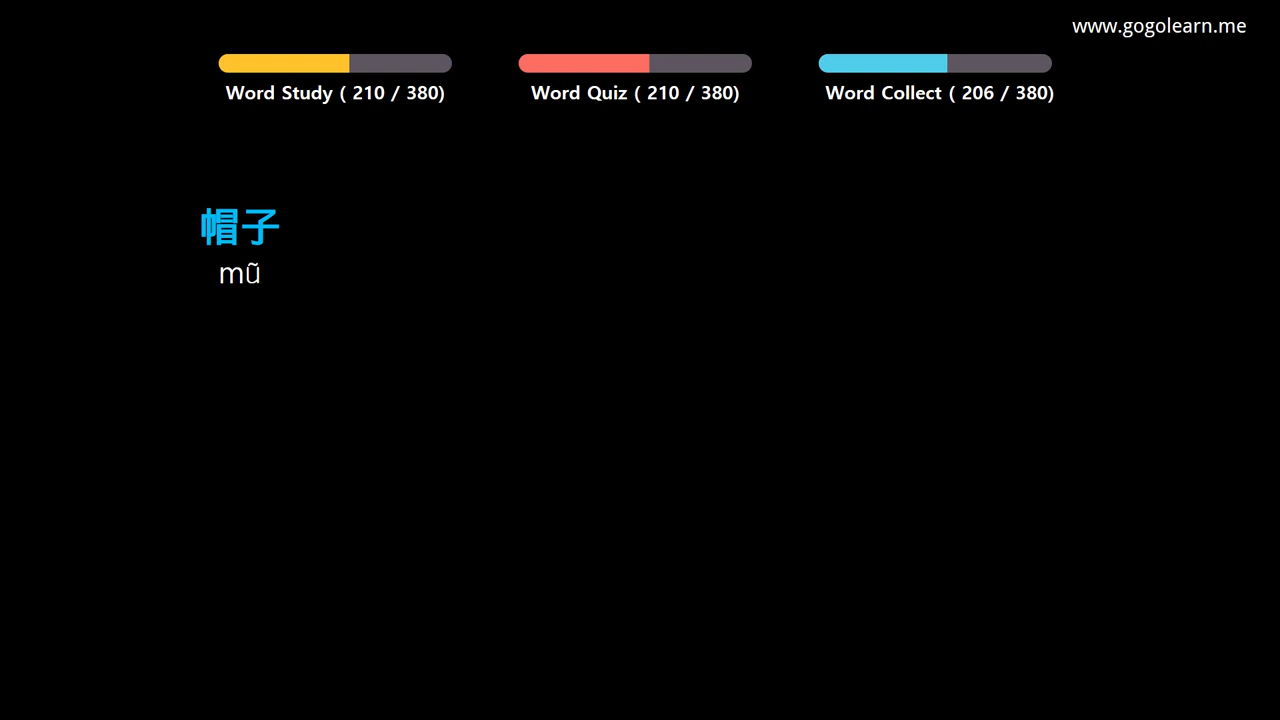 www.gogolearn.me
Word Study ( 210 / 380)
Word Quiz ( 210 / 380)
Word Collect ( 206 / 380)
帽子
mũ